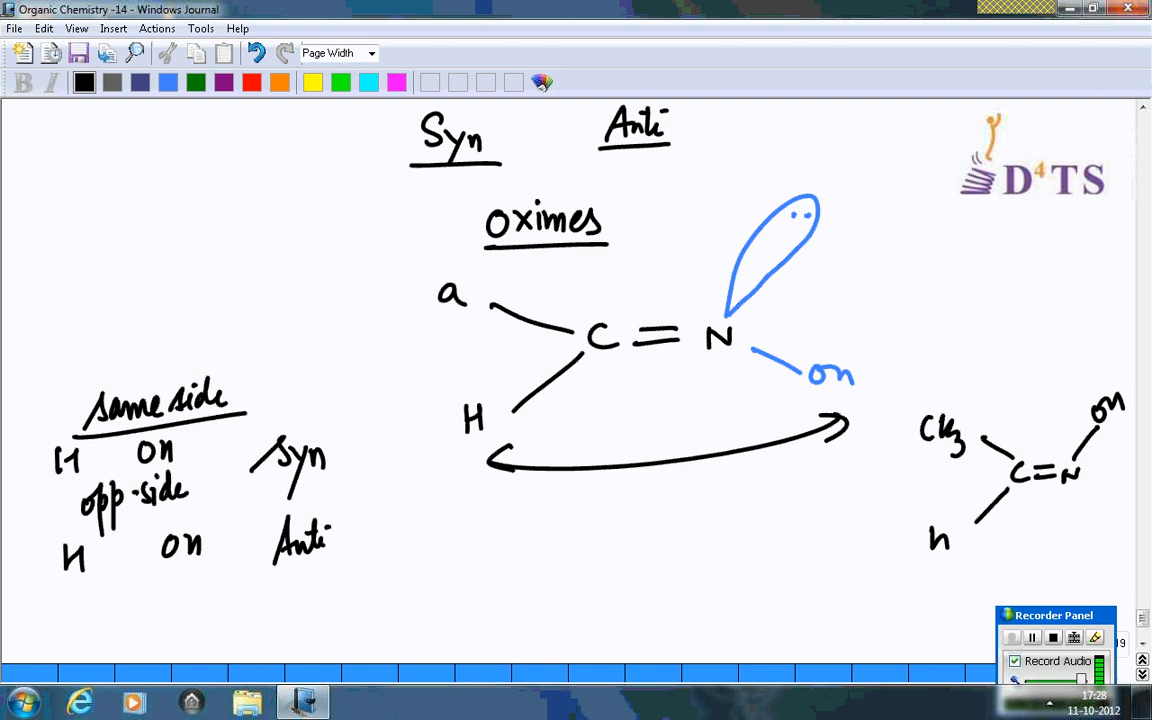 Organic Chemistry -14 - Windows Journal
File Edit View Insert Actions Tools Help
Page Width
B I
Syn Anti
D4TS
oximes
a
C = N
OH
H
same side
H OH Syn
opp-side
H OH Anti
CH3 OH
C=N
H
Recorder Panel
19
Record Audio
17:28
11-10-2012